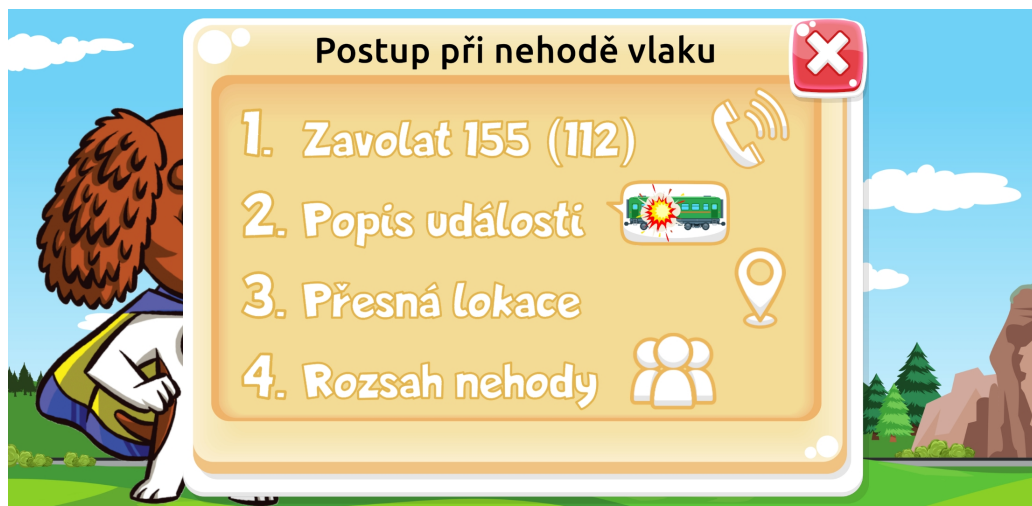 Postup při nehodě vlaku
1. Zavolat 155 (112)
2. Popis události
3. Přesná lokace
4. Rozsah nehody